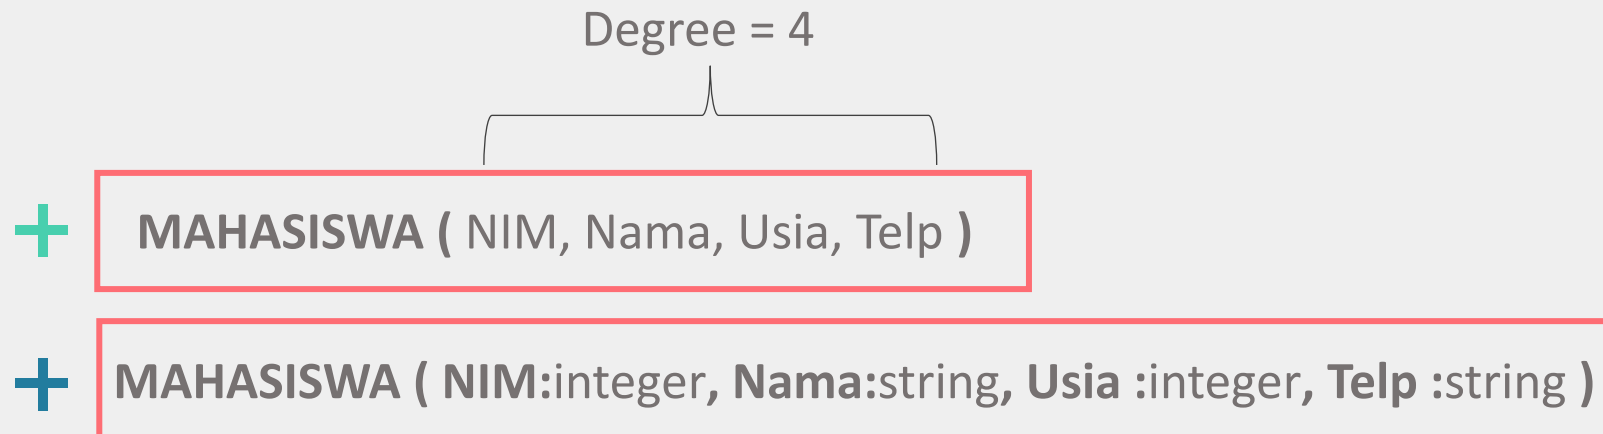 Degree = 4
MAHASISWA ( NIM, Nama, Usia, Telp )
MAHASISWA ( NIM:integer, Nama:string, Usia :integer, Telp :string )